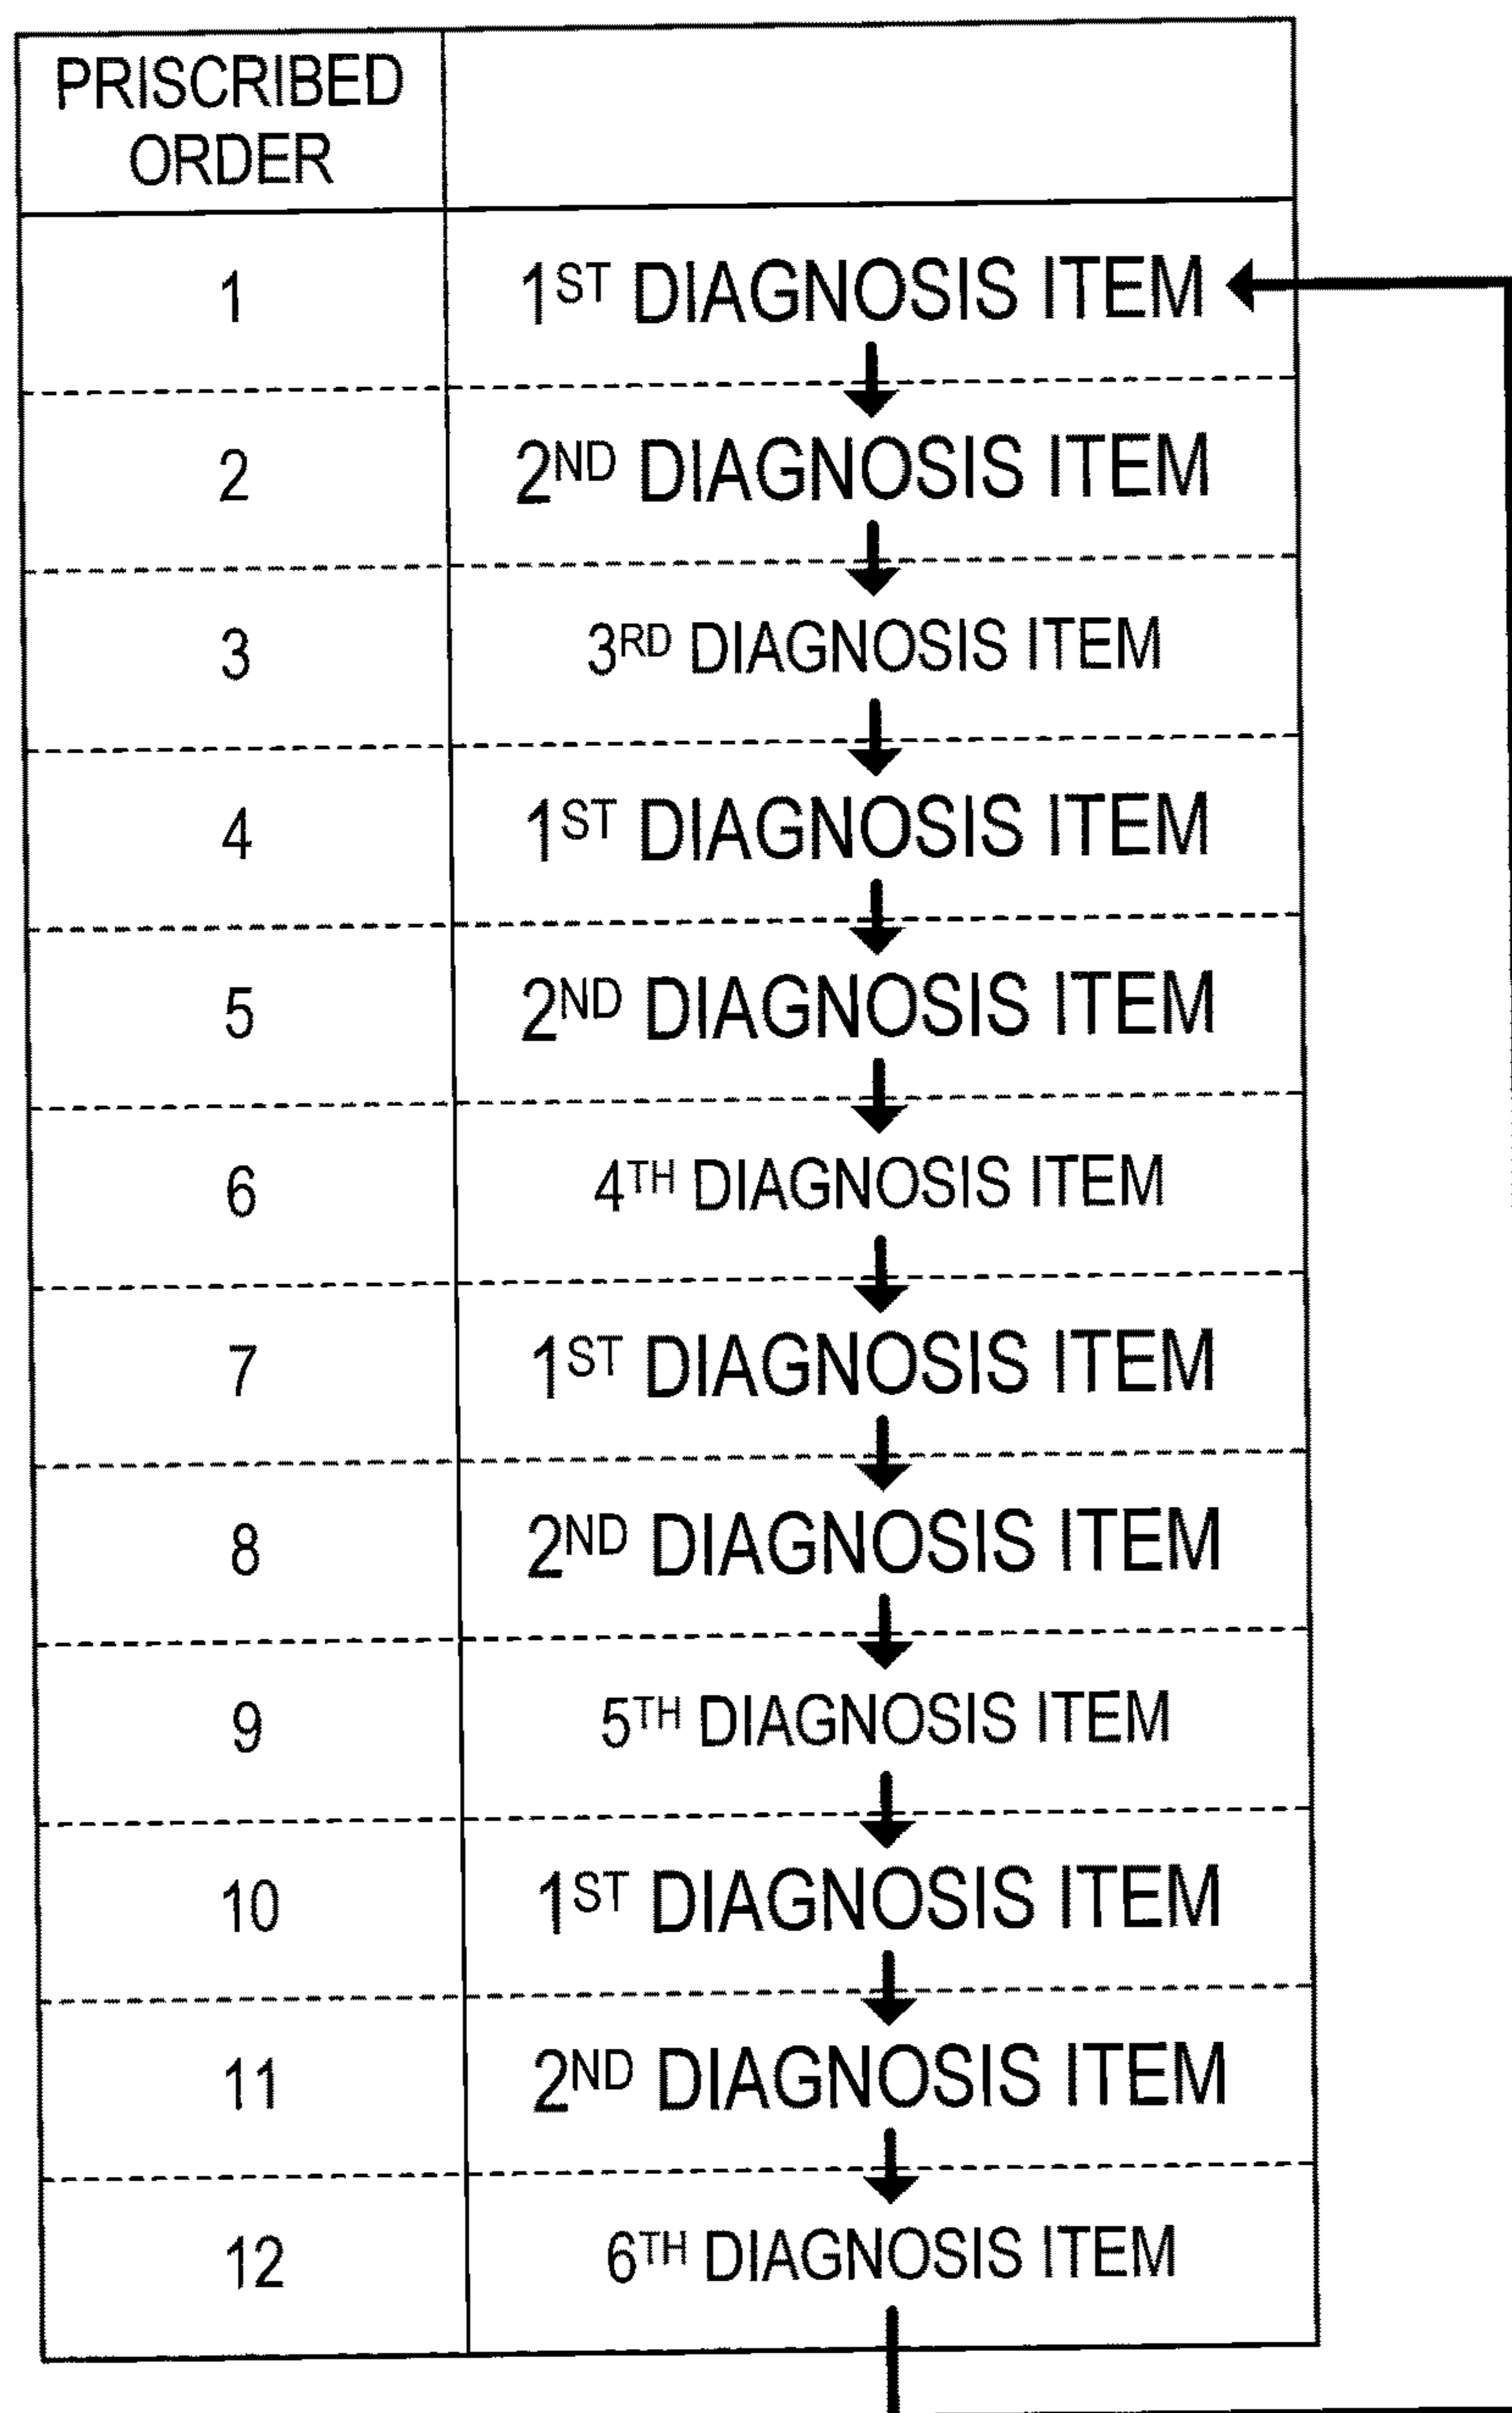 PRISCRIBED
ORDER
1 1ST DIAGNOSIS ITEM
2 2ND DIAGNOSIS ITEM
3 3RD DIAGNOSIS ITEM
4 1ST DIAGNOSIS ITEM
5 2ND DIAGNOSIS ITEM
6 4TH DIAGNOSIS ITEM
7 1ST DIAGNOSIS ITEM
8 2ND DIAGNOSIS ITEM
9 5TH DIAGNOSIS ITEM
10 1ST DIAGNOSIS ITEM
11 2ND DIAGNOSIS ITEM
12 6TH DIAGNOSIS ITEM